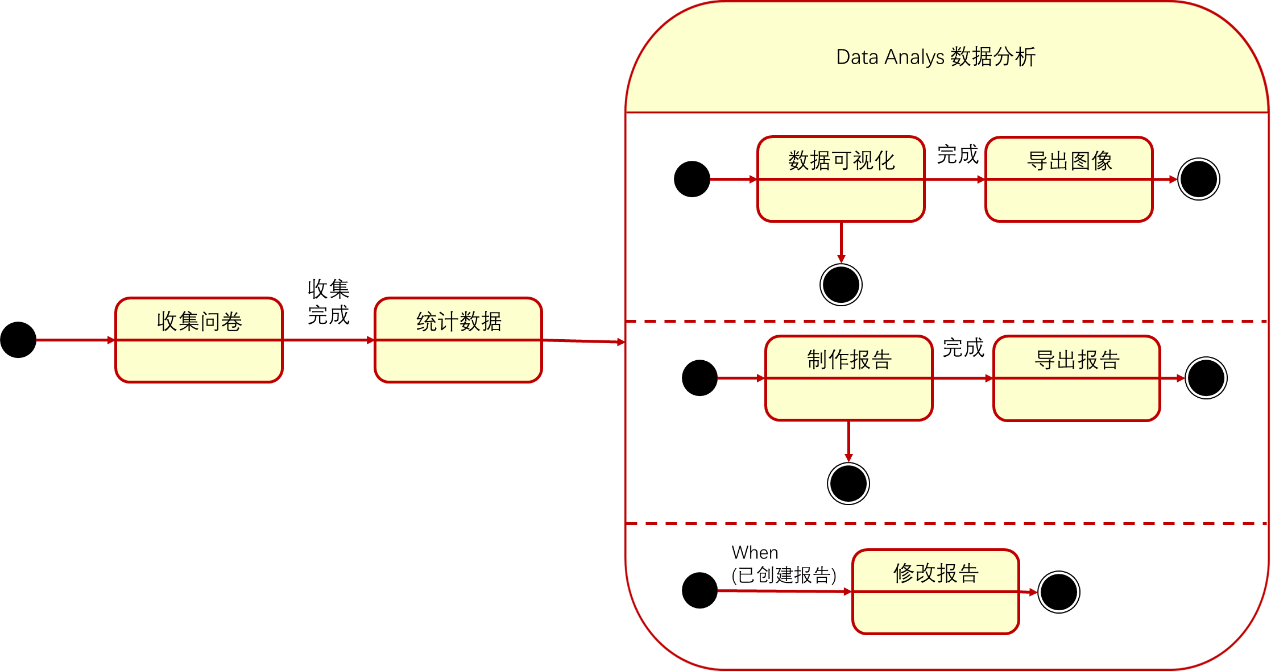 Data Analys 数据分析
数据可视化
完成
导出图像
收集
完成
收集问卷
统计数据
制作报告
完成
导出报告
When
(已创建报告)
修改报告